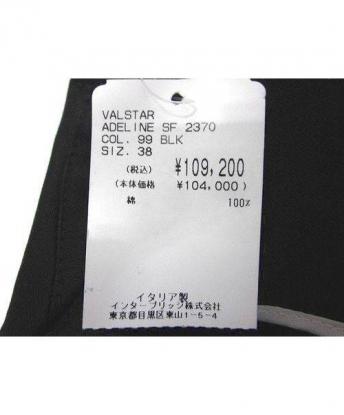 VALSTAR
ADELINE SF 2370
COL. 99 BLK
SIZ. 38
(税込) ¥109,200
(本体価格 ¥104,000)
綿 100%
イタリア製
インターブリッジ株式会社
東京都目黒区東山1-5-4